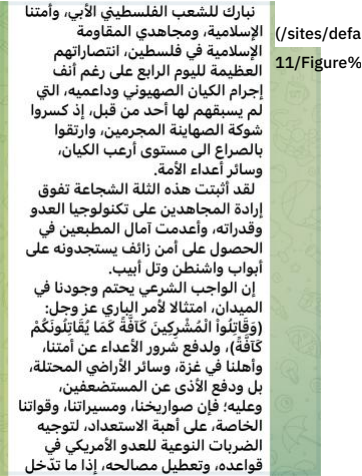 نبارك للشعب الفلسطيني الأبي، وأمتنا
الإسلامية، ومجاهدي المقاومة
الإسلامية في فلسطين، انتصاراتهم
العظيمة لليوم الرابع على رغم أنف
إجرام الكيان الصهيوني وداعميه، التي
لم يسبقهم لها أحد من قبل، إذ كسروا
شوكة الصهاينة المجرمين، وارتقوا
بالصراع الى مستوى أرعب الكيان،
وسائر أعداء الأمة.
لقد أثبتت هذه الثلة الشجاعة تفوق
إرادة المجاهدين على تكنولوجيا العدو
وقدراته، وأعدمت آمال المطبعين في
الحصول على أمن زائف يستجدونه على
أبواب واشنطن وتل أبيب.
إن الواجب الشرعي يحتم وجودنا في
الميدان، امتثالا لأمر الباري عز وجل:
(وَقَاتِلُواْ الْمُشْرِكِينَ كَآفَّةً كَمَا يُقَاتِلُونَكُمْ
كَآفَّةً)، ولدفع شرور الأعداء عن أمتنا،
وأهلنا في غزة، وسائر الأراضي المحتلة،
بل ودفع الأذى عن المستضعفين،
وعليه؛ فإن صواريخنا، ومسيراتنا، وقواتنا
الخاصة، على أهبة الاستعداد، لتوجيه
الضربات النوعية للعدو الأمريكي في
قواعده، وتعطيل مصالحه، إذا ما تدّخل
(/sites/defa
11/Figure%